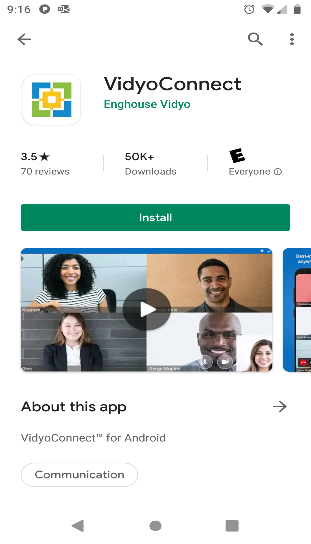 9:16
VidyoConnect
Enghouse Vidyo
3.5★
70 reviews
50K+
Downloads
E
Everyone
Install
About this app
VidyoConnect™ for Android
Communication